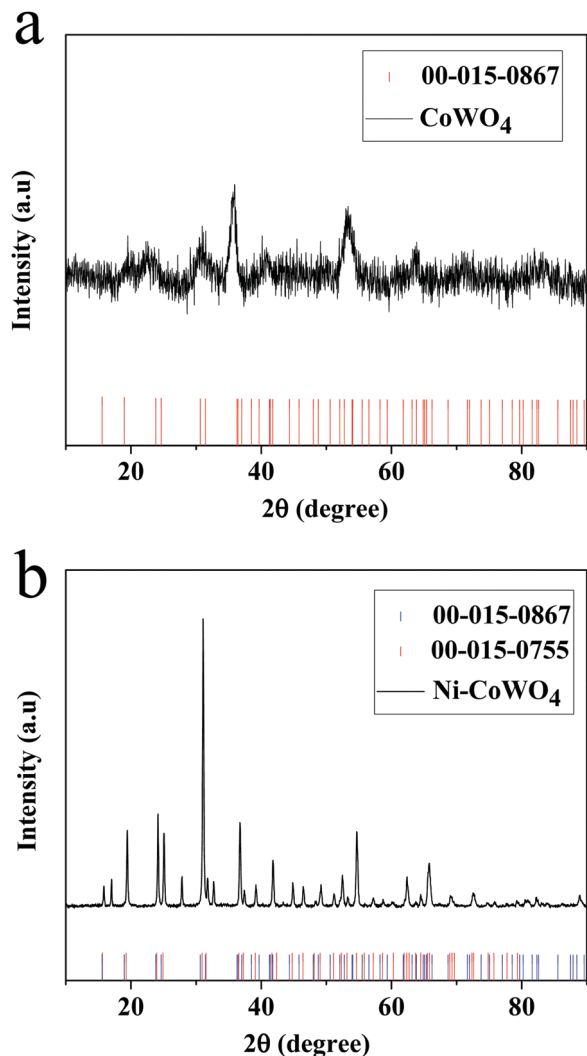 a
00-015-0867
CoWO4
Intensity (a.u)
20
40
60
80
2θ (degree)
b
00-015-0867
00-015-0755
Ni-CoWO4
Intensity (a.u)
20
40
60
80
2θ (degree)